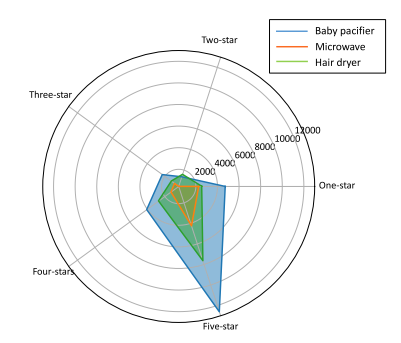 Baby pacifier
Microwave
Hair dryer
Two-star
Three-star
12000
10000
8000
6000
4000
2000
One-star
Four-stars
Five-star